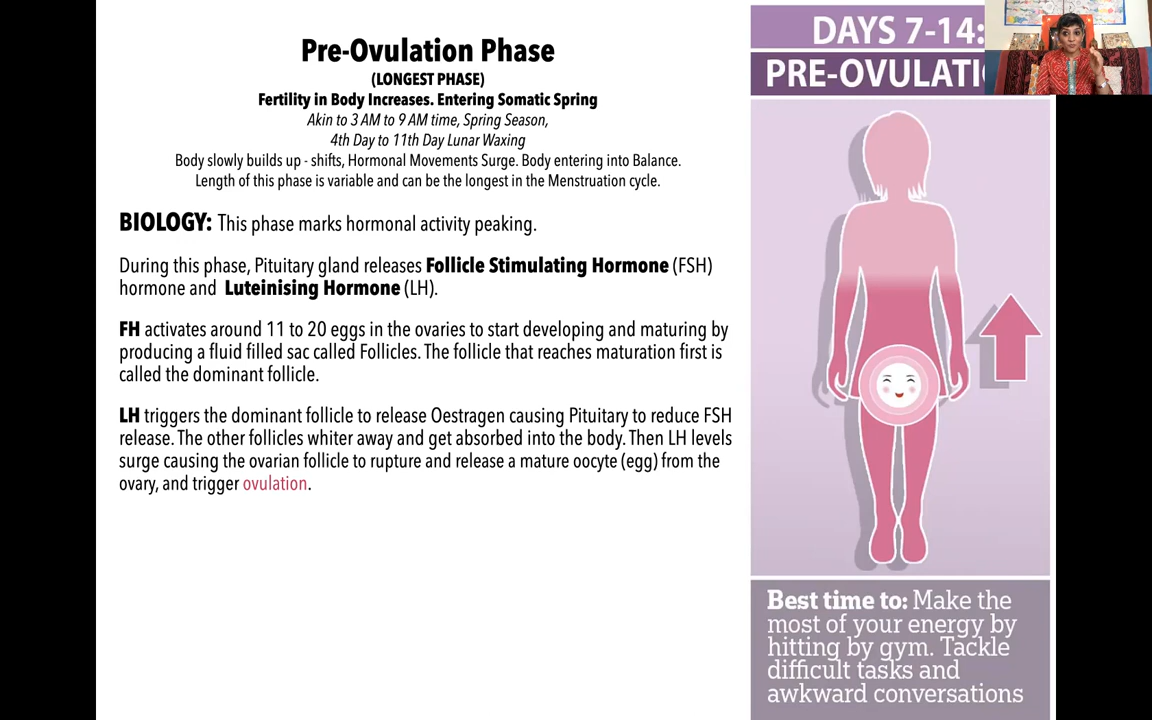 Pre-Ovulation Phase
(LONGEST PHASE)
Fertility in Body Increases. Entering Somatic Spring
Akin to 3 AM to 9 AM time, Spring Season,
4th Day to 11th Day Lunar Waxing
Body slowly builds up - shifts, Hormonal Movements Surge. Body entering into Balance.
Length of this phase is variable and can be the longest in the Menstruation cycle.
BIOLOGY: This phase marks hormonal activity peaking.
During this phase, Pituitary gland releases Follicle Stimulating Hormone (FSH)
hormone and Luteinising Hormone (LH).
FH activates around 11 to 20 eggs in the ovaries to start developing and maturing by
producing a fluid filled sac called Follicles. The follicle that reaches maturation first is
called the dominant follicle.
LH triggers the dominant follicle to release Oestragen causing Pituitary to reduce FSH
release. The other follicles whiter away and get absorbed into the body. Then LH levels
surge causing the ovarian follicle to rupture and release a mature oocyte (egg) from the
ovary, and trigger ovulation.
DAYS 7-14:
PRE-OVULATI
Best time to: Make the
most of your energy by
hitting by gym. Tackle
difficult tasks and
awkward conversations